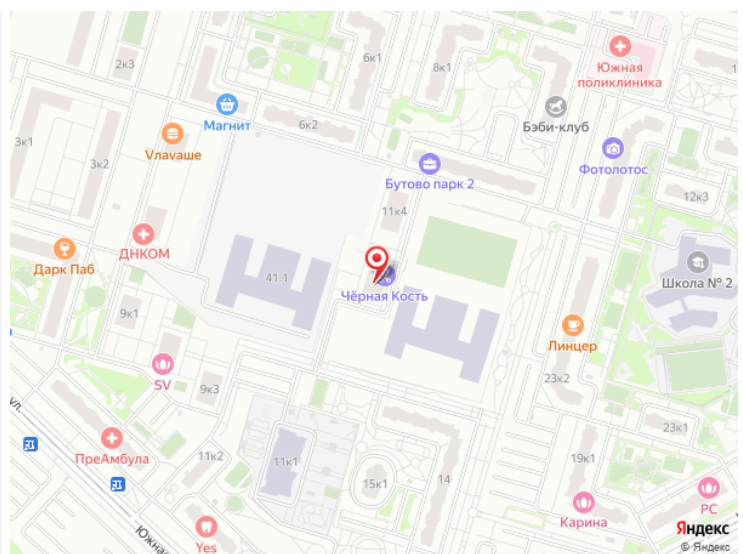 2к3
6к1
8к1
Южная
поликлиника
Магнит
6к2
Бэби-клуб
3к1
Vлаваше
3к2
Бутово парк 2
Фотолотос
11к4
12к3
ДНКОМ
Дарк Паб
41.1
Чёрная Кость
Школа № 2
9к1
Линцер
SV
9к3
23к2
ул.
23к1
ПреАмбула
11к2
11к1
15к1
14
19к1
Карина
РС
Южная
Yes
Яндекс
© Яндекс